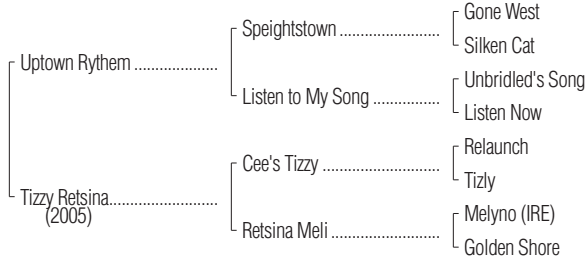 Gone West
Speightstown ....................
Silken Cat
Uptown Rythem .................
Unbridled's Song
Listen to My Song .............
Listen Now
Relaunch
Cee's Tizzy .......................
Tizly
Tizzy Retsina......................
(2005)
Melyno (IRE)
Retsina Meli .....................
Golden Shore